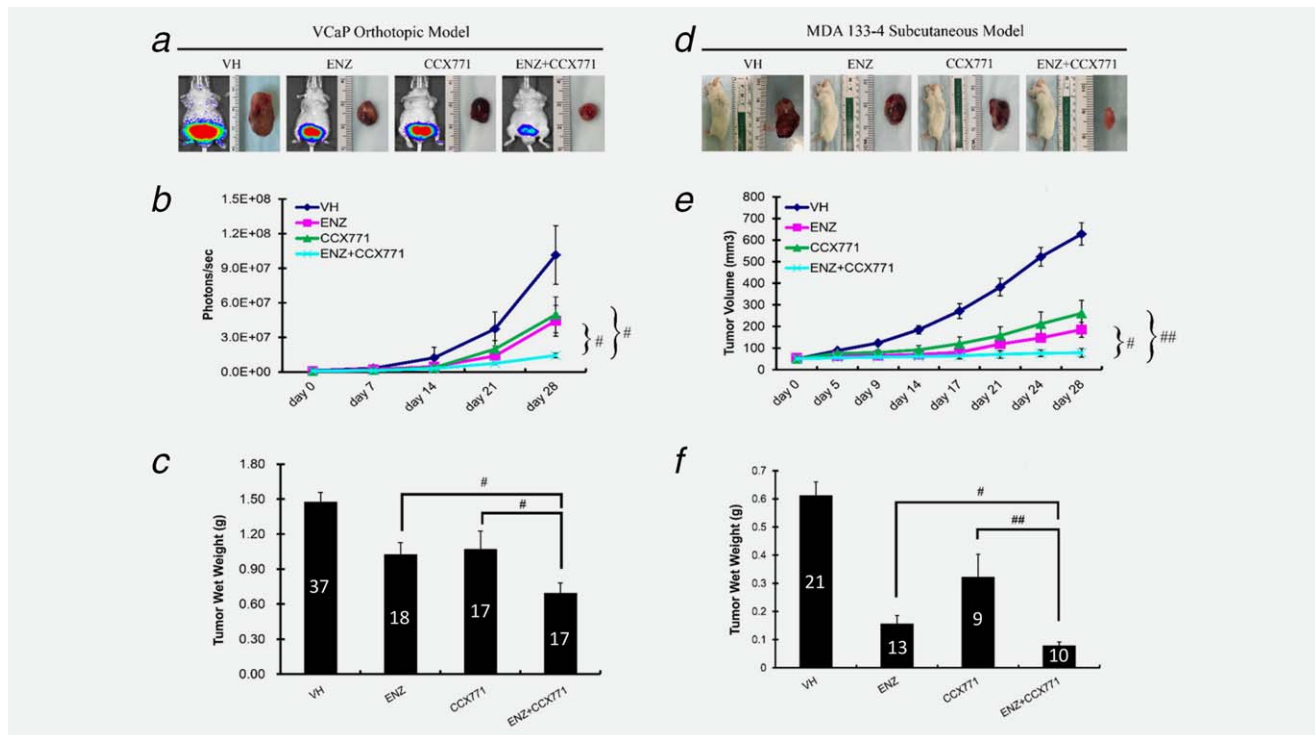 a
VCaP Orthotopic Model
VH ENZ CCX771 ENZ+CCX771
b
Photons/sec
1.5E+08
1.2E+08
9.0E+07
6.0E+07
3.0E+07
0.0E+00
VH
ENZ
CCX771
ENZ+CCX771
} # } #
day 0 day 7 day 14 day 21 day 28
c
Tumor Wet Weight (g)
1.80
1.50
1.20
0.90
0.60
0.30
0.00
#
#
37 18 17 17
VH ENZ CCX771 ENZ+CCX771
d
MDA 133-4 Subcutaneous Model
VH ENZ CCX771 ENZ+CCX771
e
Tumor Volume (mm3)
800
700
600
500
400
300
200
100
0
VH
ENZ
CCX771
ENZ+CCX771
} # } ##
day 0 day 5 day 9 day 14 day 17 day 21 day 24 day 28
f
Tumor Wet Weight (g)
0.7
0.6
0.5
0.4
0.3
0.2
0.1
0
#
##
21 13 9 10
VH ENZ CCX771 ENZ+CCX771